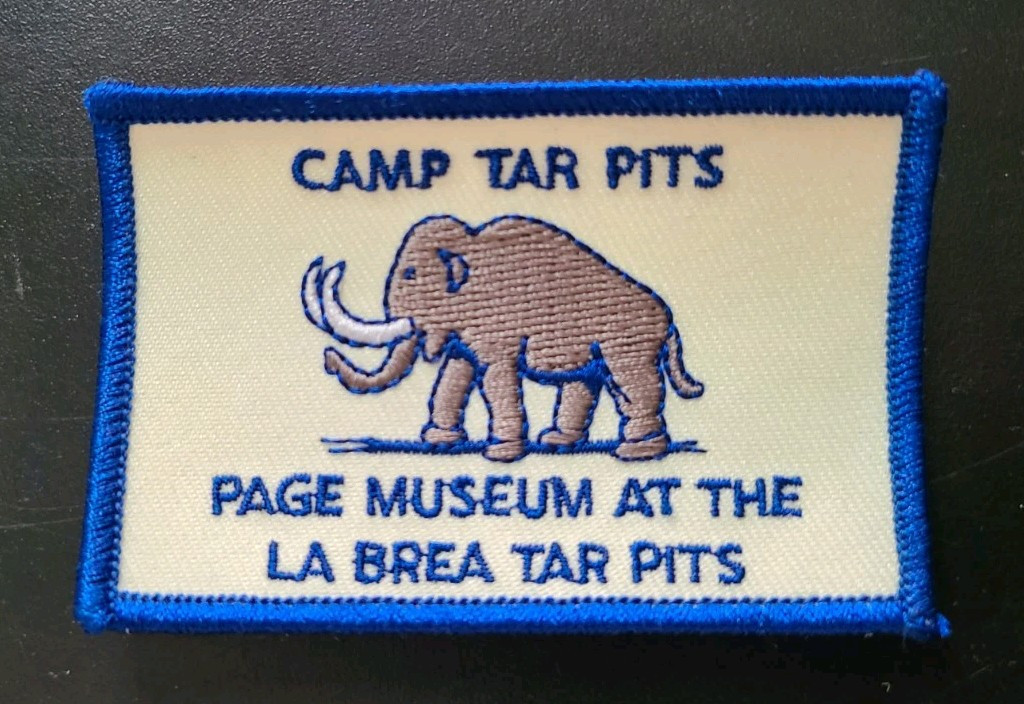 CAMP TAR PITS
PAGE MUSEUM AT THE
LA BREA TAR PITS